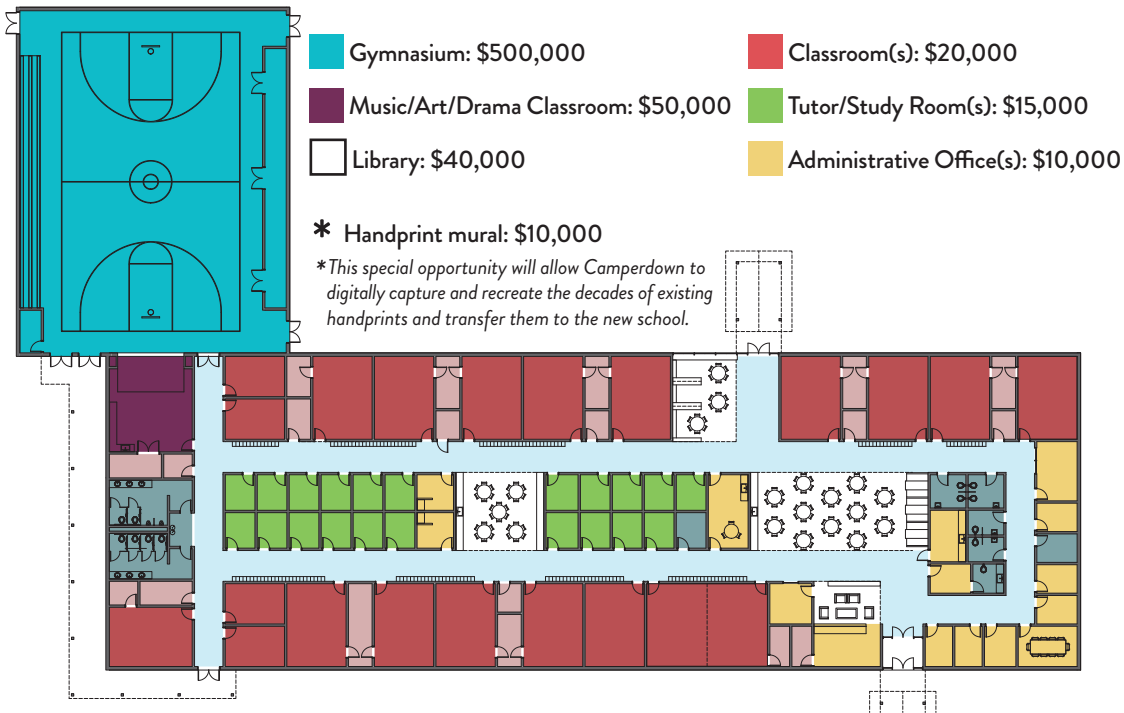 Gymnasium: $500,000
Classroom(s): $20,000
Music/Art/Drama Classroom: $50,000
Tutor/Study Room(s): $15,000
Library: $40,000
Administrative Office(s): $10,000
* Handprint mural: $10,000
*This special opportunity will allow Camperdown to
digitally capture and recreate the decades of existing
handprints and transfer them to the new school.